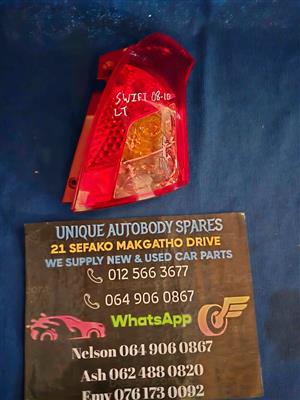 SWIFT 08-10
LT
UNIQUE AUTOBODY SPARES
21 SEFAKO MAKGATHO DRIVE
WE SUPPLY NEW & USED CAR PARTS
012 566 3677
064 906 0867
WhatsApp
Nelson 064 906 0867
Ash 062 488 0820
Emy 076 173 0092